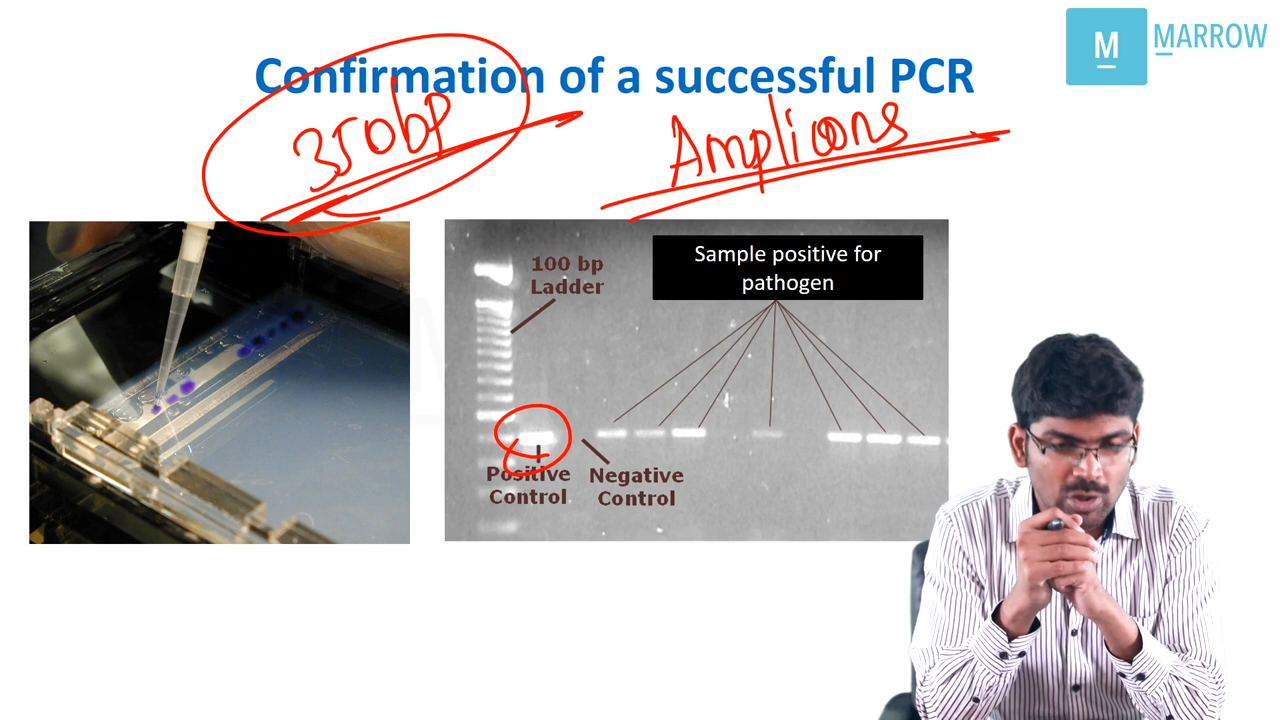 M
MARROW
Confirmation of a successful PCR
350bp
Amplicons
100 bp
Ladder
Sample positive for
pathogen
Positive
Control
Negative
Control